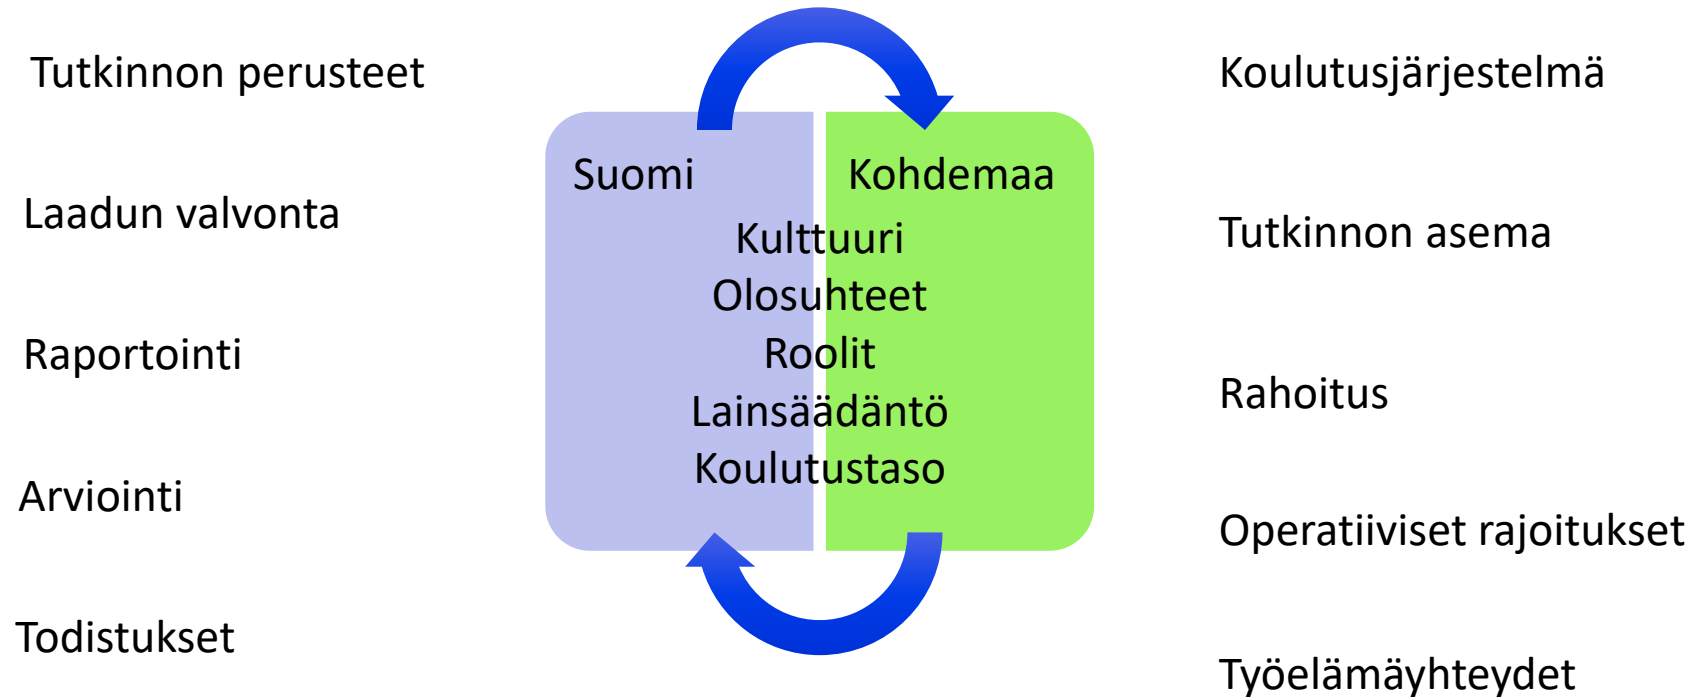 Tutkinnon perusteet
Laadun valvonta
Raportointi
Arviointi
Todistukset
Suomi
Kohdemaa
Kulttuuri
Olosuhteet
Roolit
Lainsäädäntö
Koulutustaso
Koulutusjärjestelmä
Tutkinnon asema
Rahoitus
Operatiiviset rajoitukset
Työelämäyhteydet